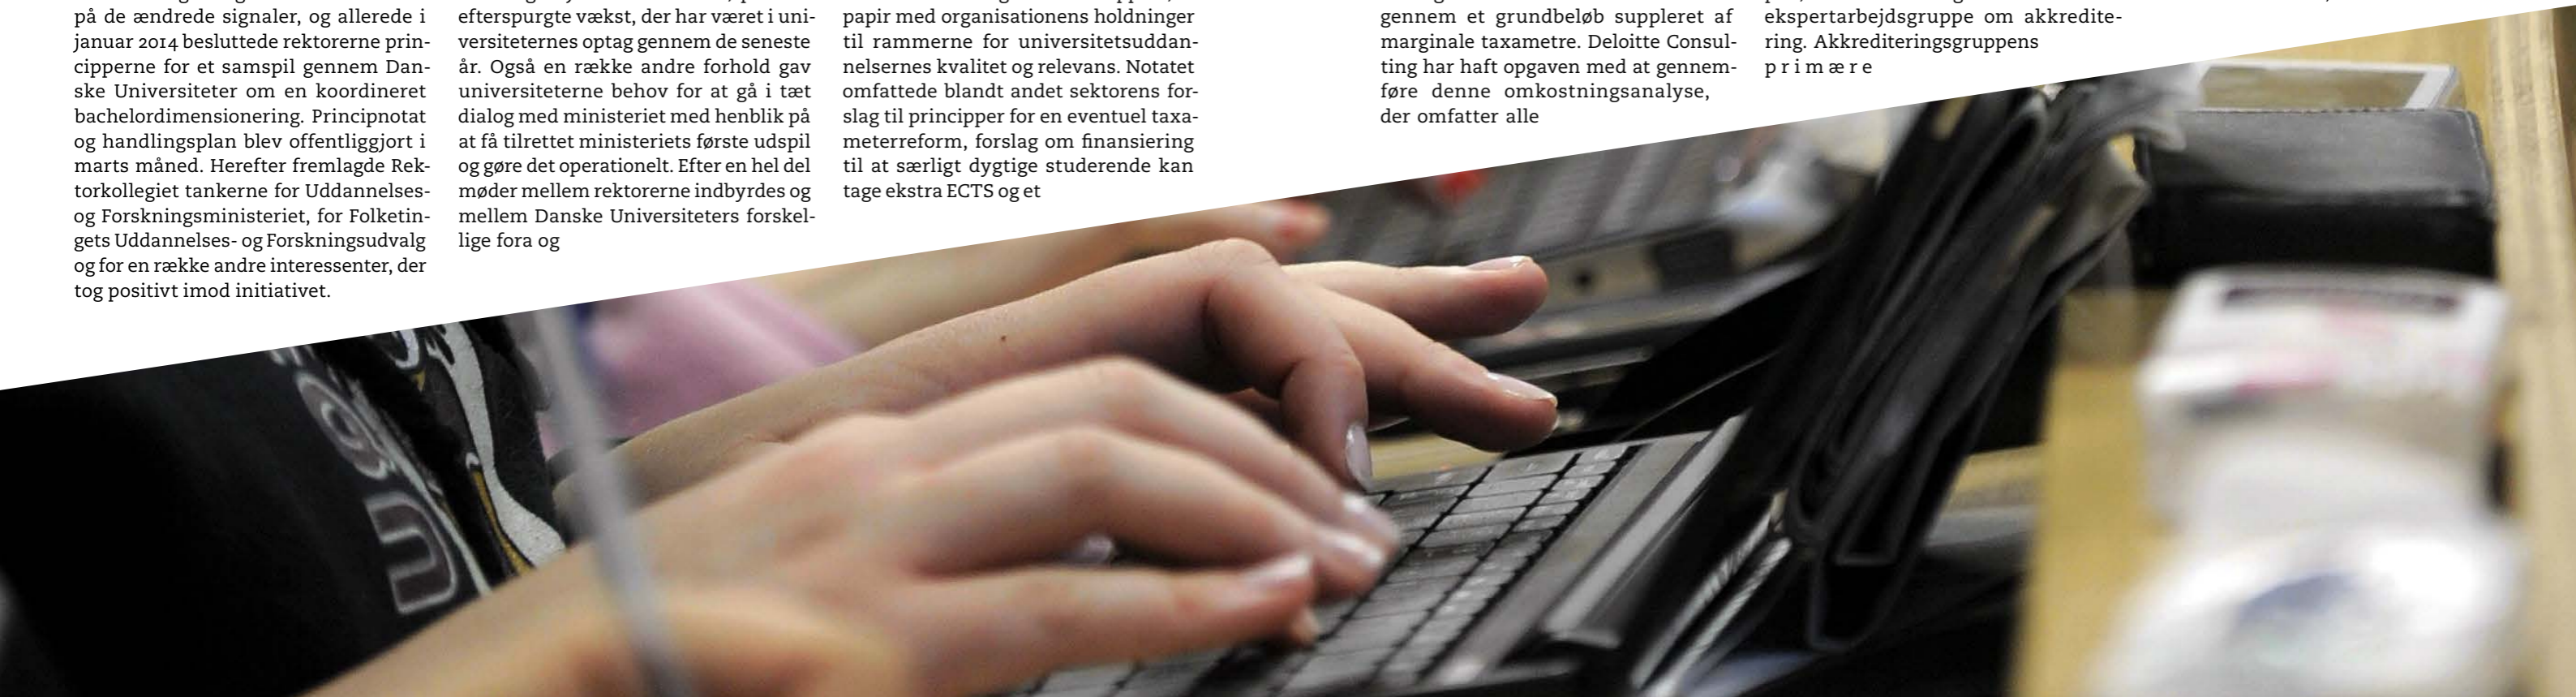 på de ændrede signaler, og allerede i
januar 2014 besluttede rektorerne prin-
cipperne for et samspil gennem Dan-
ske Universiteter om en koordineret
bachelordimensionering. Principnotat
og handlingsplan blev offentliggjort i
marts måned. Herefter fremlagde Rek-
torkollegiet tankerne for Uddannelses-
og Forskningsministeriet, for Folketin-
gets Uddannelses- og Forskningsudvalg
og for en række andre interessenter, der
tog positivt imod initiativet.
efterspurgte vækst, der har været i uni-
versiteternes optag gennem de seneste
år. Også en række andre forhold gav
universiteterne behov for at gå i tæt
dialog med ministeriet med henblik på
at få tilrettet ministeriets første udspil
og gøre det operationelt. Efter en hel del
møder mellem rektorerne indbyrdes og
mellem Danske Universiteters forskel-
lige fora og
papir med organisationens holdninger
til rammerne for universitetsuddan-
nelsernes kvalitet og relevans. Notatet
omfattede blandt andet sektorens for-
slag til principper for en eventuel taxa-
meterreform, forslag om finansiering
til at særligt dygtige studerende kan
tage ekstra ECTS og et
gennem et grundbeløb suppleret af
marginale taxametre. Deloitte Consul-
ting har haft opgaven med at gennem-
føre denne omkostningsanalyse,
der omfatter alle
ekspertarbejdsgruppe om akkredite-
ring. Akkrediteringsgruppens
primære